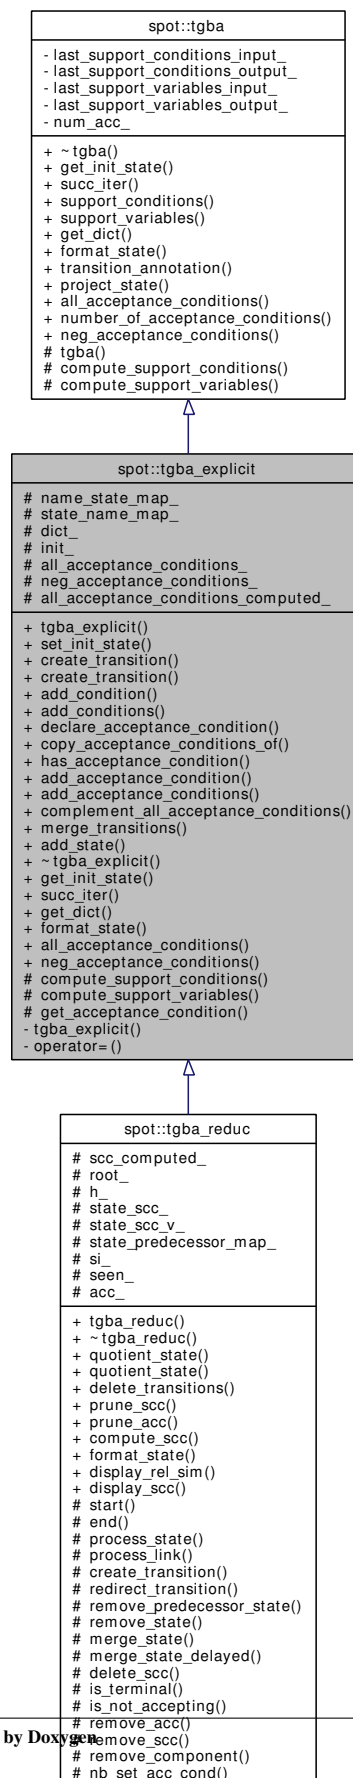 spot::tgba
- last_support_conditions_input_
- last_support_conditions_output_
- last_support_variables_input_
- last_support_variables_output_
- num_acc_
+ ~tgba()
+ get_init_state()
+ succ_iter()
+ support_conditions()
+ support_variables()
+ get_dict()
+ format_state()
+ transition_annotation()
+ project_state()
+ all_acceptance_conditions()
+ number_of_acceptance_conditions()
+ neg_acceptance_conditions()
# tgba()
# compute_support_conditions()
# compute_support_variables()
spot::tgba_explicit
# name_state_map_
# state_name_map_
# dict_
# init_
# all_acceptance_conditions_
# neg_acceptance_conditions_
# all_acceptance_conditions_computed_
+ tgba_explicit()
+ set_init_state()
+ create_transition()
+ create_transition()
+ add_condition()
+ add_conditions()
+ declare_acceptance_condition()
+ copy_acceptance_conditions_of()
+ has_acceptance_condition()
+ add_acceptance_condition()
+ add_acceptance_conditions()
+ complement_all_acceptance_conditions()
+ merge_transitions()
+ add_state()
+ ~tgba_explicit()
+ get_init_state()
+ succ_iter()
+ get_dict()
+ format_state()
+ all_acceptance_conditions()
+ neg_acceptance_conditions()
# compute_support_conditions()
# compute_support_variables()
# get_acceptance_condition()
- tgba_explicit()
- operator=()
spot::tgba_reduc
# scc_computed_
# root_
# h_
# state_scc_
# state_scc_v_
# state_predecessor_map_
# si_
# seen_
# acc_
+ tgba_reduc()
+ ~tgba_reduc()
+ quotient_state()
+ quotient_state()
+ delete_transitions()
+ prune_scc()
+ prune_acc()
+ compute_scc()
+ format_state()
+ display_rel_sim()
+ display_scc()
# start()
# end()
# process_state()
# process_link()
# create_transition()
# redirect_transition()
# remove_predecessor_state()
# remove_state()
# merge_state()
# merge_state_delayed()
# delete_scc()
# is_terminal()
# is_not_accepting()
# remove_acc()
by Doxygen
# remove_scc()
# remove_component()
# nb_set_acc_cond()